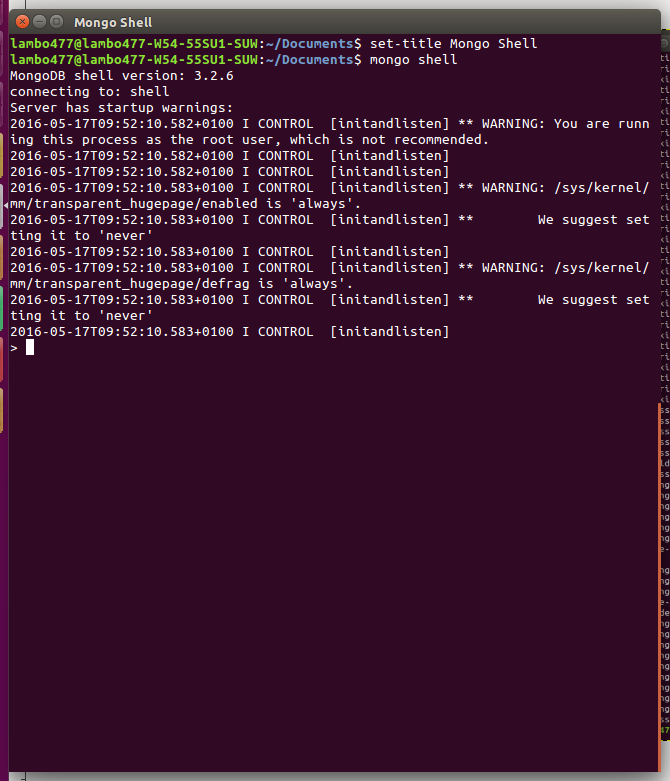 Mongo Shell
lambo477@lambo477-W54-55SU1-SUW:~/Documents$ set-title Mongo Shell
lambo477@lambo477-W54-55SU1-SUW:~/Documents$ mongo shell
MongoDB shell version: 3.2.6
connecting to: shell
Server has startup warnings:
2016-05-17T09:52:10.582+0100 I CONTROL  [initandlisten] ** WARNING: You are runn
ing this process as the root user, which is not recommended.
2016-05-17T09:52:10.582+0100 I CONTROL  [initandlisten]
2016-05-17T09:52:10.582+0100 I CONTROL  [initandlisten]
2016-05-17T09:52:10.583+0100 I CONTROL  [initandlisten] ** WARNING: /sys/kernel/
mm/transparent_hugepage/enabled is 'always'.
2016-05-17T09:52:10.583+0100 I CONTROL  [initandlisten] **        We suggest set
ting it to 'never'
2016-05-17T09:52:10.583+0100 I CONTROL  [initandlisten]
2016-05-17T09:52:10.583+0100 I CONTROL  [initandlisten] ** WARNING: /sys/kernel/
mm/transparent_hugepage/defrag is 'always'.
2016-05-17T09:52:10.583+0100 I CONTROL  [initandlisten] **        We suggest set
ting it to 'never'
2016-05-17T09:52:10.583+0100 I CONTROL  [initandlisten]
>